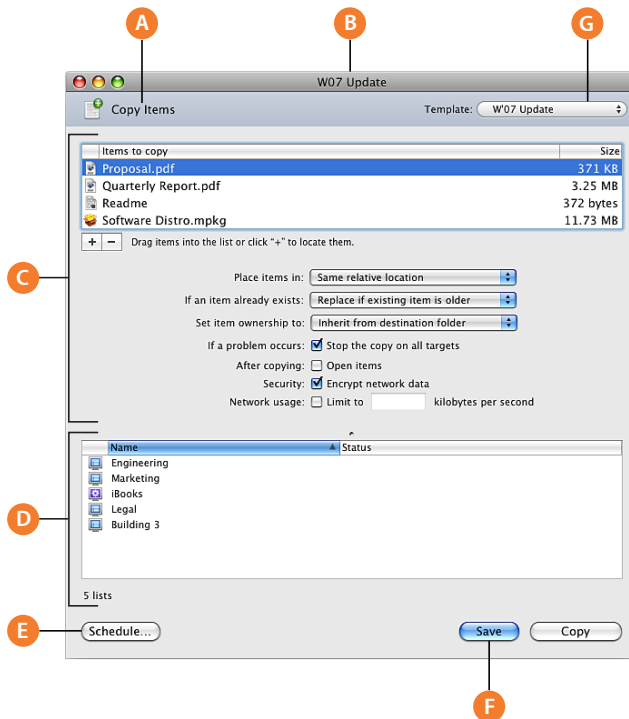 A
B
G
W07 Update
Copy Items
Template: W'07 Update
Items to copy Size
Proposal.pdf 371 KB
Quarterly Report.pdf 3.25 MB
Readme 372 bytes
Software Distro.mpkg 11.73 MB
+ − Drag items into the list or click "+" to locate them.
C
Place items in: Same relative location
If an item already exists: Replace if existing item is older
Set item ownership to: Inherit from destination folder
If a problem occurs: Stop the copy on all targets
After copying: Open items
Security: Encrypt network data
Network usage: Limit to kilobytes per second
Name Status
Engineering
Marketing
iBooks
Legal
Building 3
D
5 lists
E
Schedule... Save Copy
F